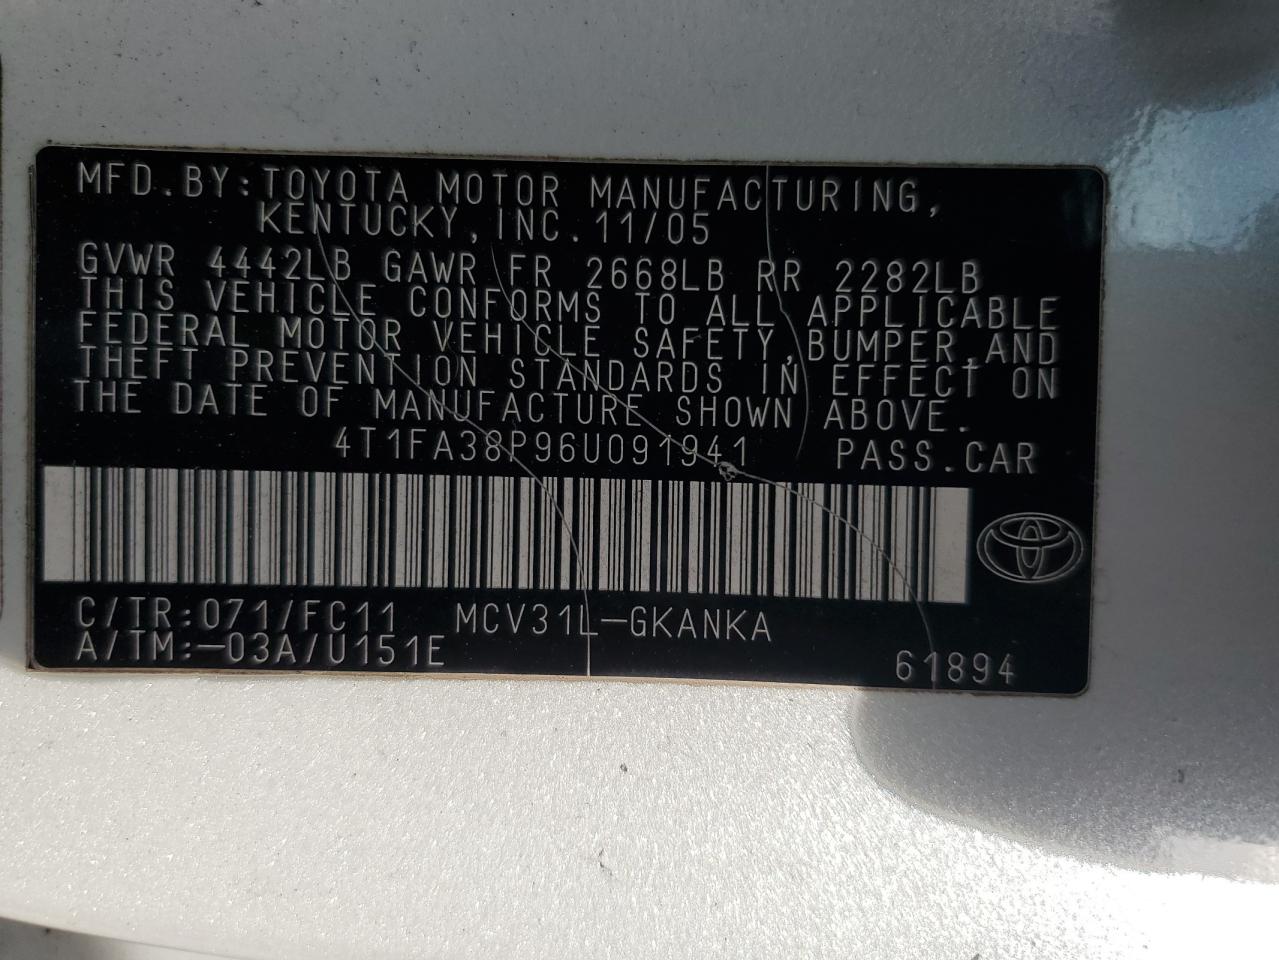 MFD.BY:TOYOTA MOTOR MANUFACTURING,
KENTUCKY,INC.11/05
GVWR 4442LB GAWR FR 2668LB RR 2282LB
THIS VEHICLE CONFORMS TO ALL APPLICABLE
FEDERAL MOTOR VEHICLE SAFETY,BUMPER,AND
THEFT PREVENTION STANDARDS IN EFFECT ON
THE DATE OF MANUFACTURE SHOWN ABOVE.
4T1FA38P96U091941 PASS.CAR
C/TR:071/FC11 MCV31L-GKANKA
A/TM:-03A/U151E
61894